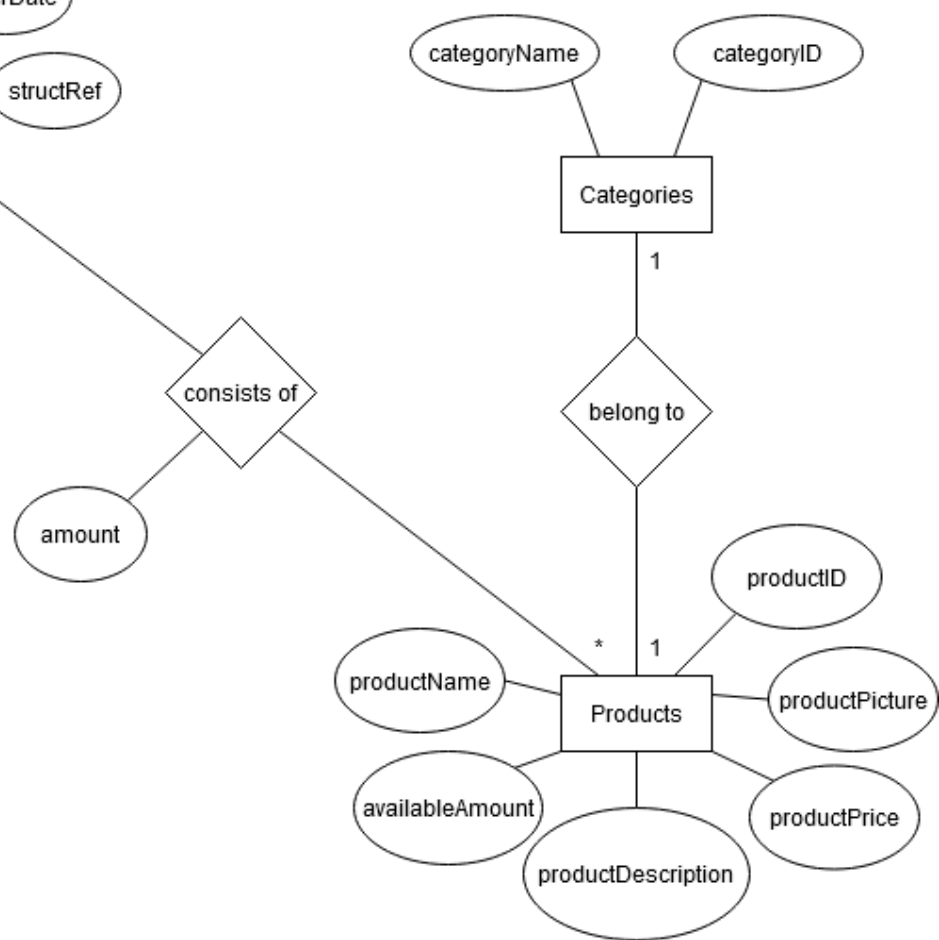 structRef
categoryName
categoryID
Categories
1
consists of
belong to
amount
productID
*
1
productName
Products
productPicture
availableAmount
productPrice
productDescription